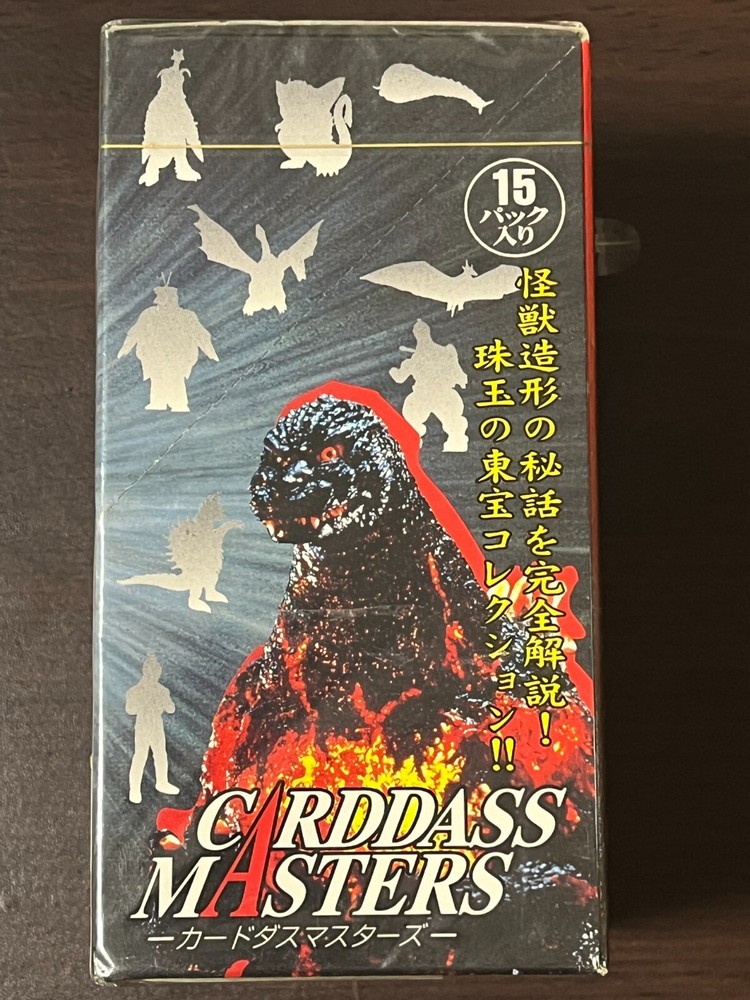 15
パック
入り
怪獣造形の秘話を完全解説!
珠玉の東宝コレクション!!
CARDDASS
MASTERS
―カードダスマスターズ―